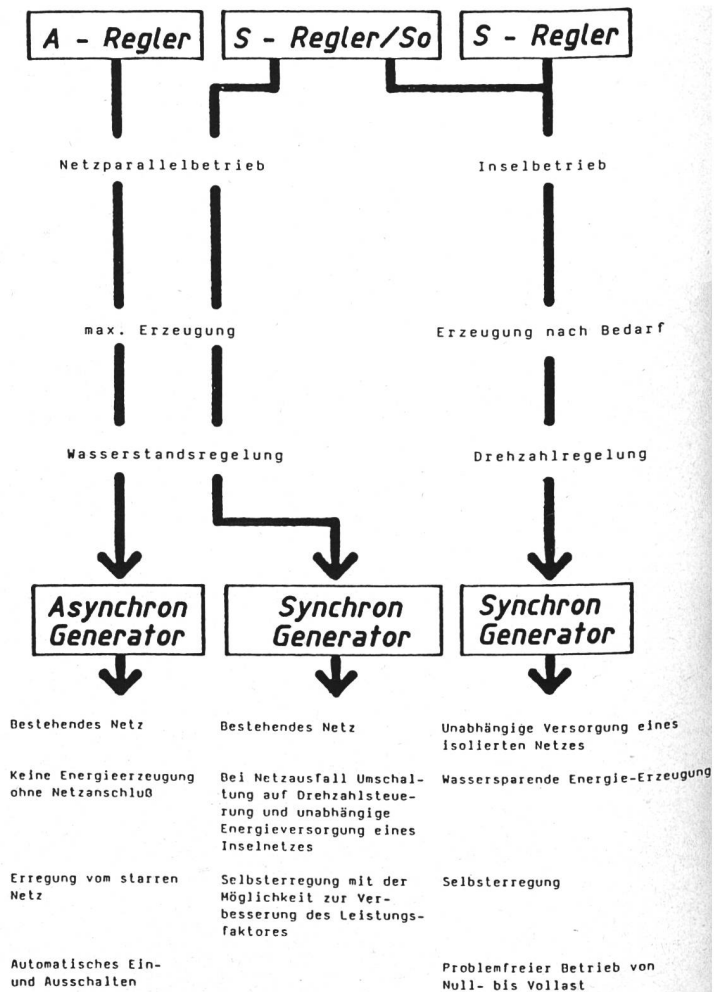 A - Regler
S - Regler/So
S - Regler
Netzparallelbetrieb
Inselbetrieb
max. Erzeugung
Erzeugung nach Bedarf
Wasserstandsregelung
Drehzahlregelung
Asynchron
Generator
Synchron
Generator
Synchron
Generator
Bestehendes Netz
Keine Energieerzeugung
ohne Netzanschluß
Erregung vom starren
Netz
Automatisches Ein-
und Ausschalten
Bestehendes Netz
Bei Netzausfall Umschal-
tung auf Drehzahlsteue-
rung und unabhängige
Energieversorgung eines
Inselnetzes
Selbsterregung mit der
Möglichkeit zur Ver-
besserung des Leistungs-
faktores
Unabhängige Versorgung eines
isolierten Netzes
Wassersparende Energie-Erzeugung
Selbsterregung
Problemfreier Betrieb von
Null- bis Vollast